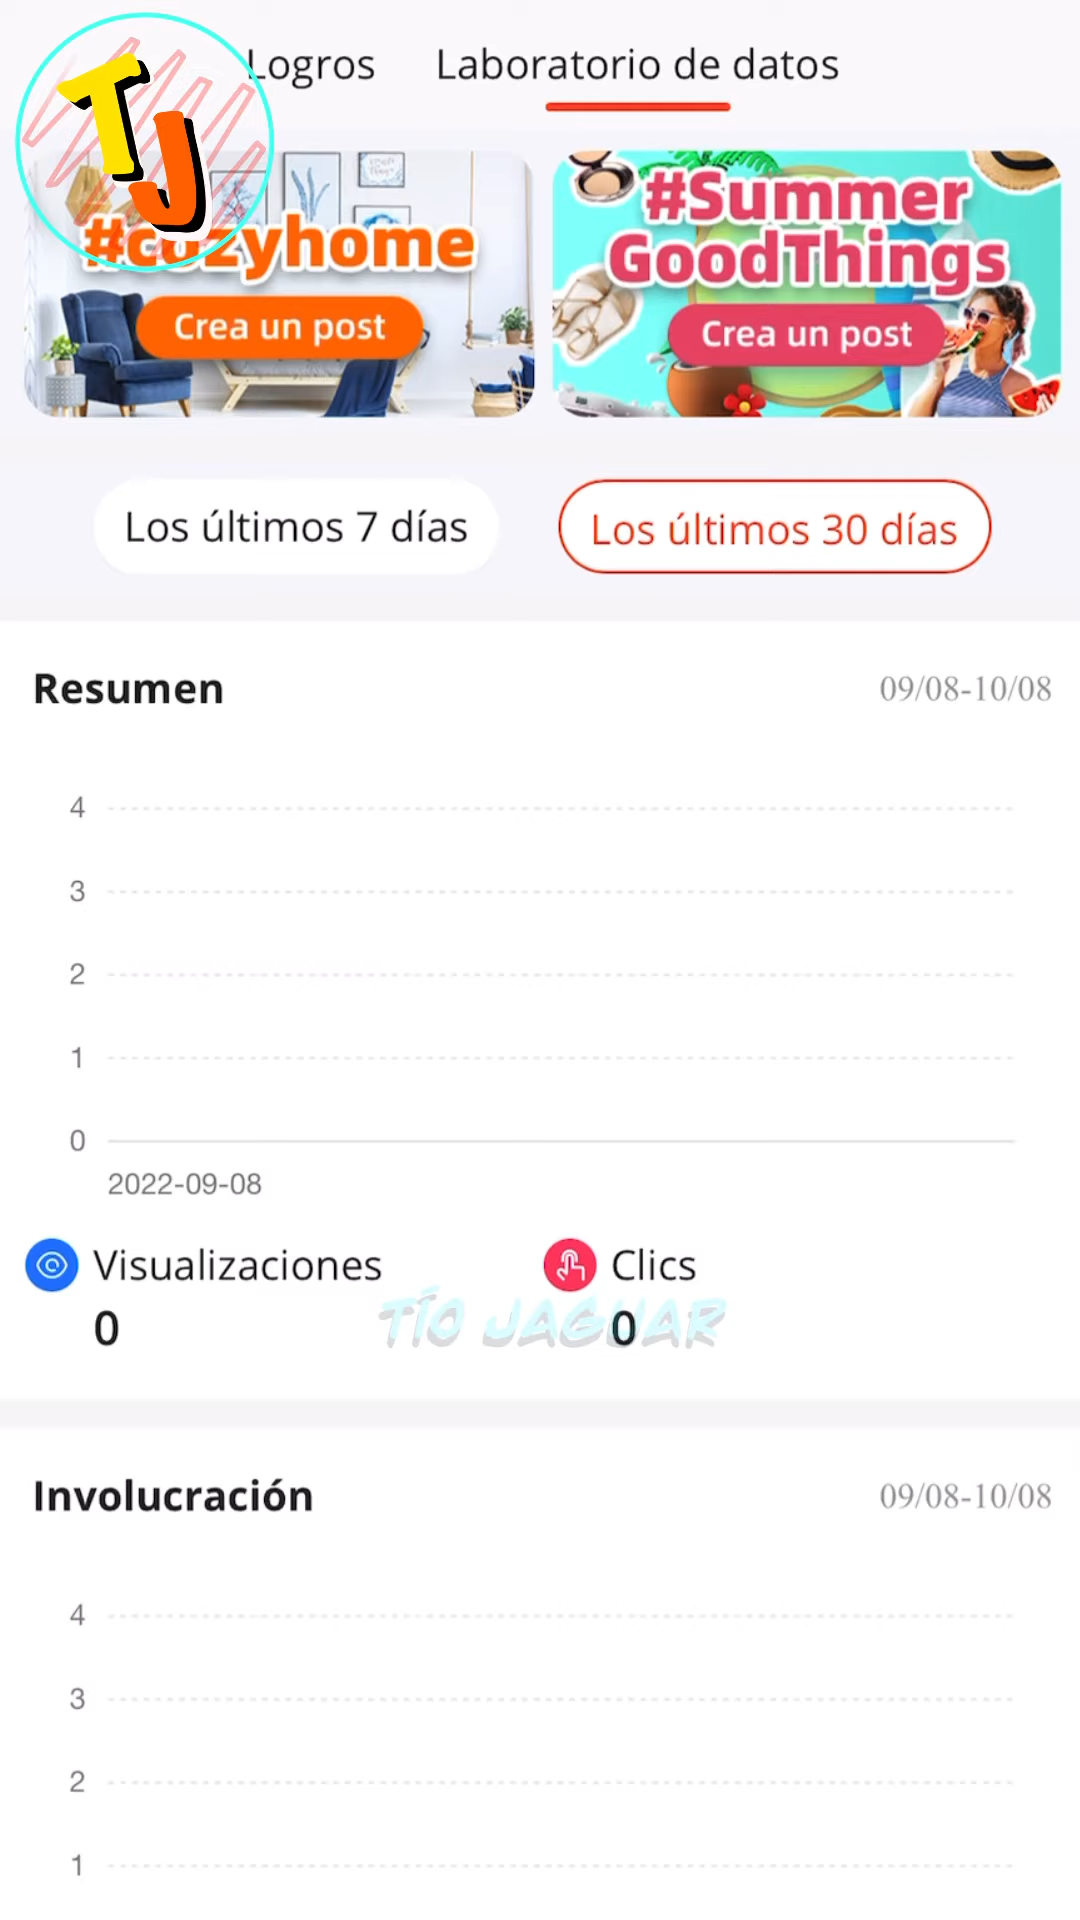 TJ
Logros
Laboratorio de datos
#cozyhome
Crea un post
#Summer
GoodThings
Crea un post
Los últimos 7 días
Los últimos 30 días
Resumen
09/08-10/08
4
3
2
1
0
2022-09-08
Visualizaciones
Clics
0
0
TÍO JAGUAR
Involucración
09/08-10/08
4
3
2
1